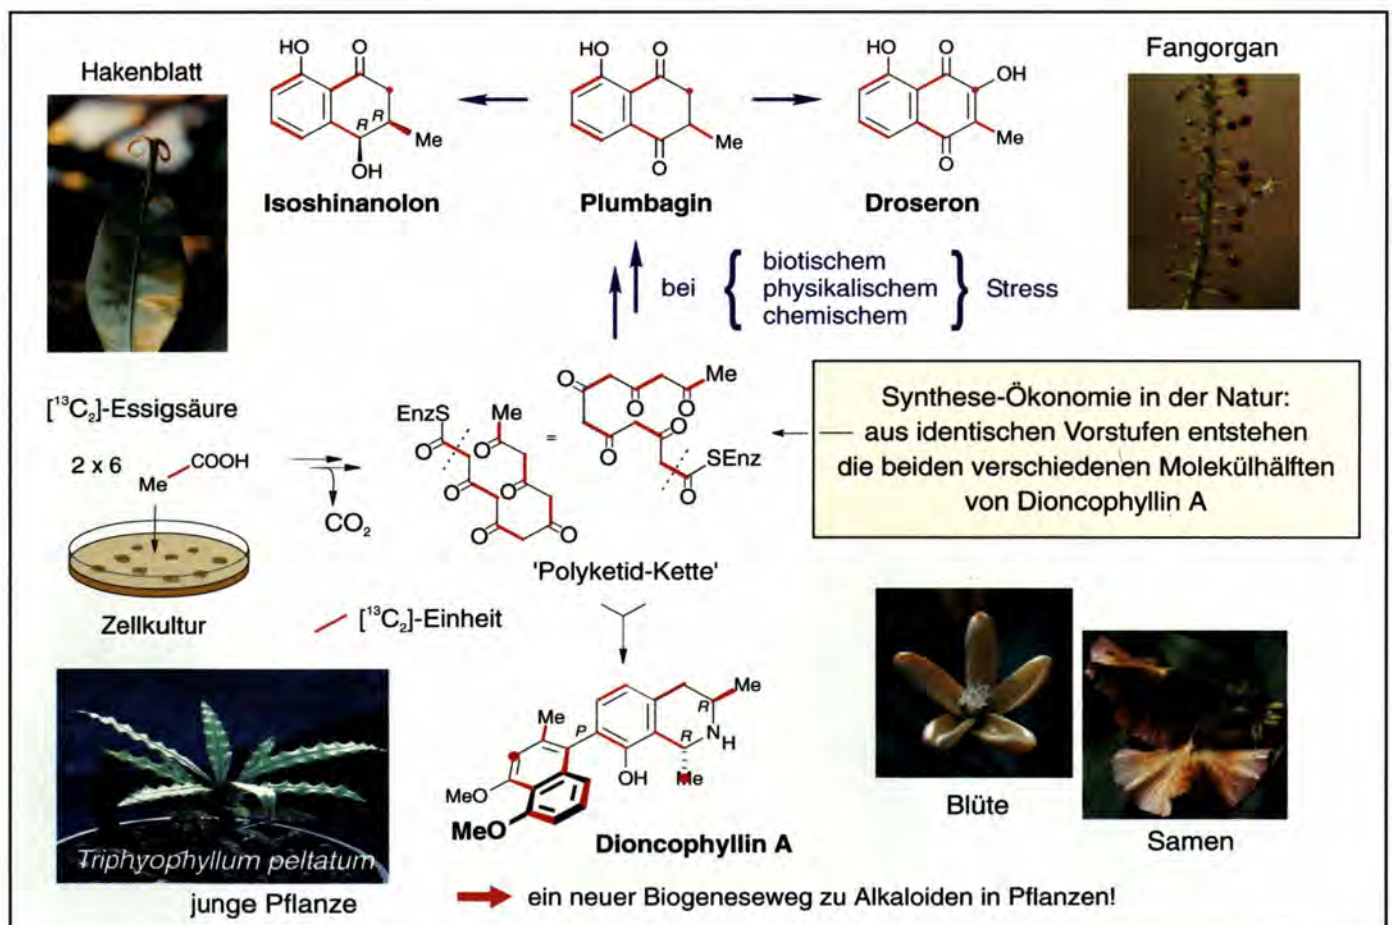 Hakenblatt
HO
O
R
R
Me
OH
Isoshinanolon
HO
O
Me
O
Plumbagin
HO
O
OH
Me
O
Droseron
Fangorgan
bei { biotischem
physikalischem
chemischem } Stress
[¹³C₂]-Essigsäure
2 x 6
Me
COOH
CO₂
Zellkultur
EnzS
Me
O
O
O
O
O
O
=
O
Me
O
O
O
O
SEnz
O
'Polyketid-Kette'
[¹³C₂]-Einheit
Synthese-Ökonomie in der Natur:
aus identischen Vorstufen entstehen
die beiden verschiedenen Molekülhälften
von Dioncophyllin A
Me
P
R
Me
R
N
H
OH
Me
MeO
MeO
Dioncophyllin A
Triphyophyllum peltatum
junge Pflanze
Blüte
Samen
ein neuer Biogeneseweg zu Alkaloiden in Pflanzen!